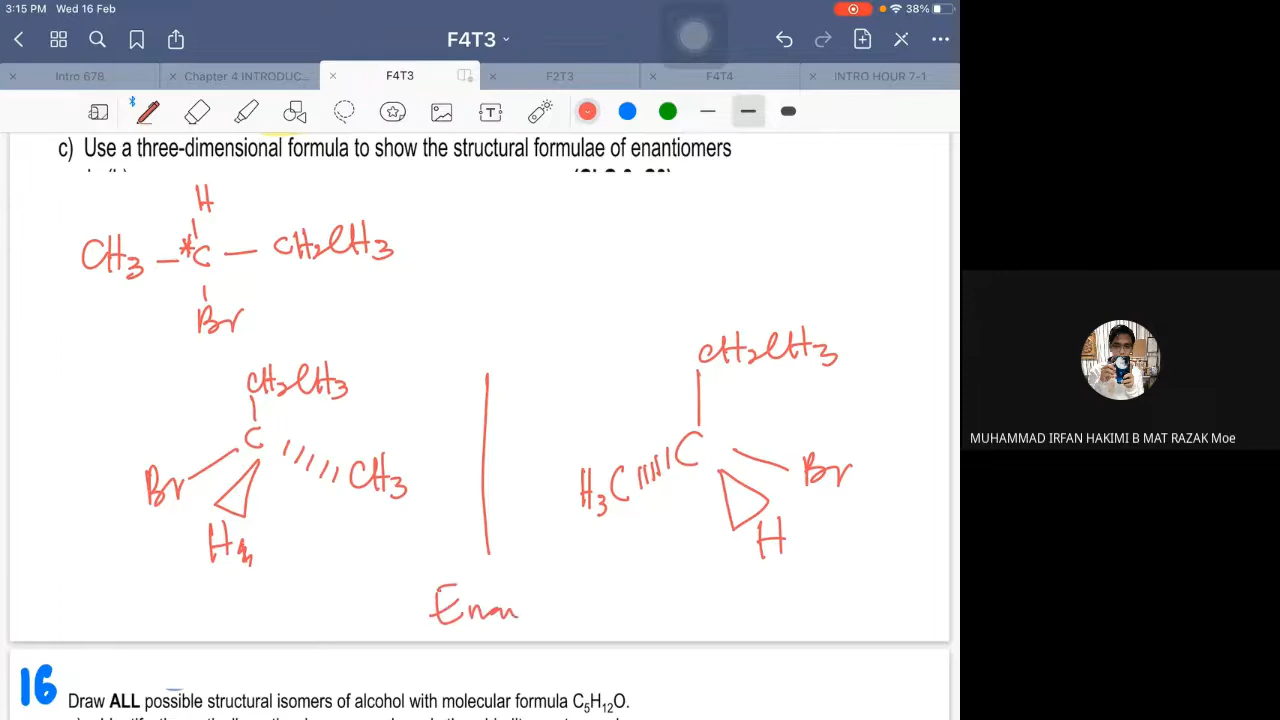 3:15 PM Wed 16 Feb
38%
F4T3
Intro 678
Chapter 4 INTRODUC...
F4T3
F2T3
F4T4
INTRO HOUR 7-1
T
c) Use a three-dimensional formula to show the structural formulae of enantiomers
H
CH3 — *C — CH2CH3
Br
CH2CH3
C
Br
CH3
H
CH2CH3
H3C
C
Br
H
Enan
MUHAMMAD IRFAN HAKIMI B MAT RAZAK Moe
16
Draw ALL possible structural isomers of alcohol with molecular formula C5H12O.